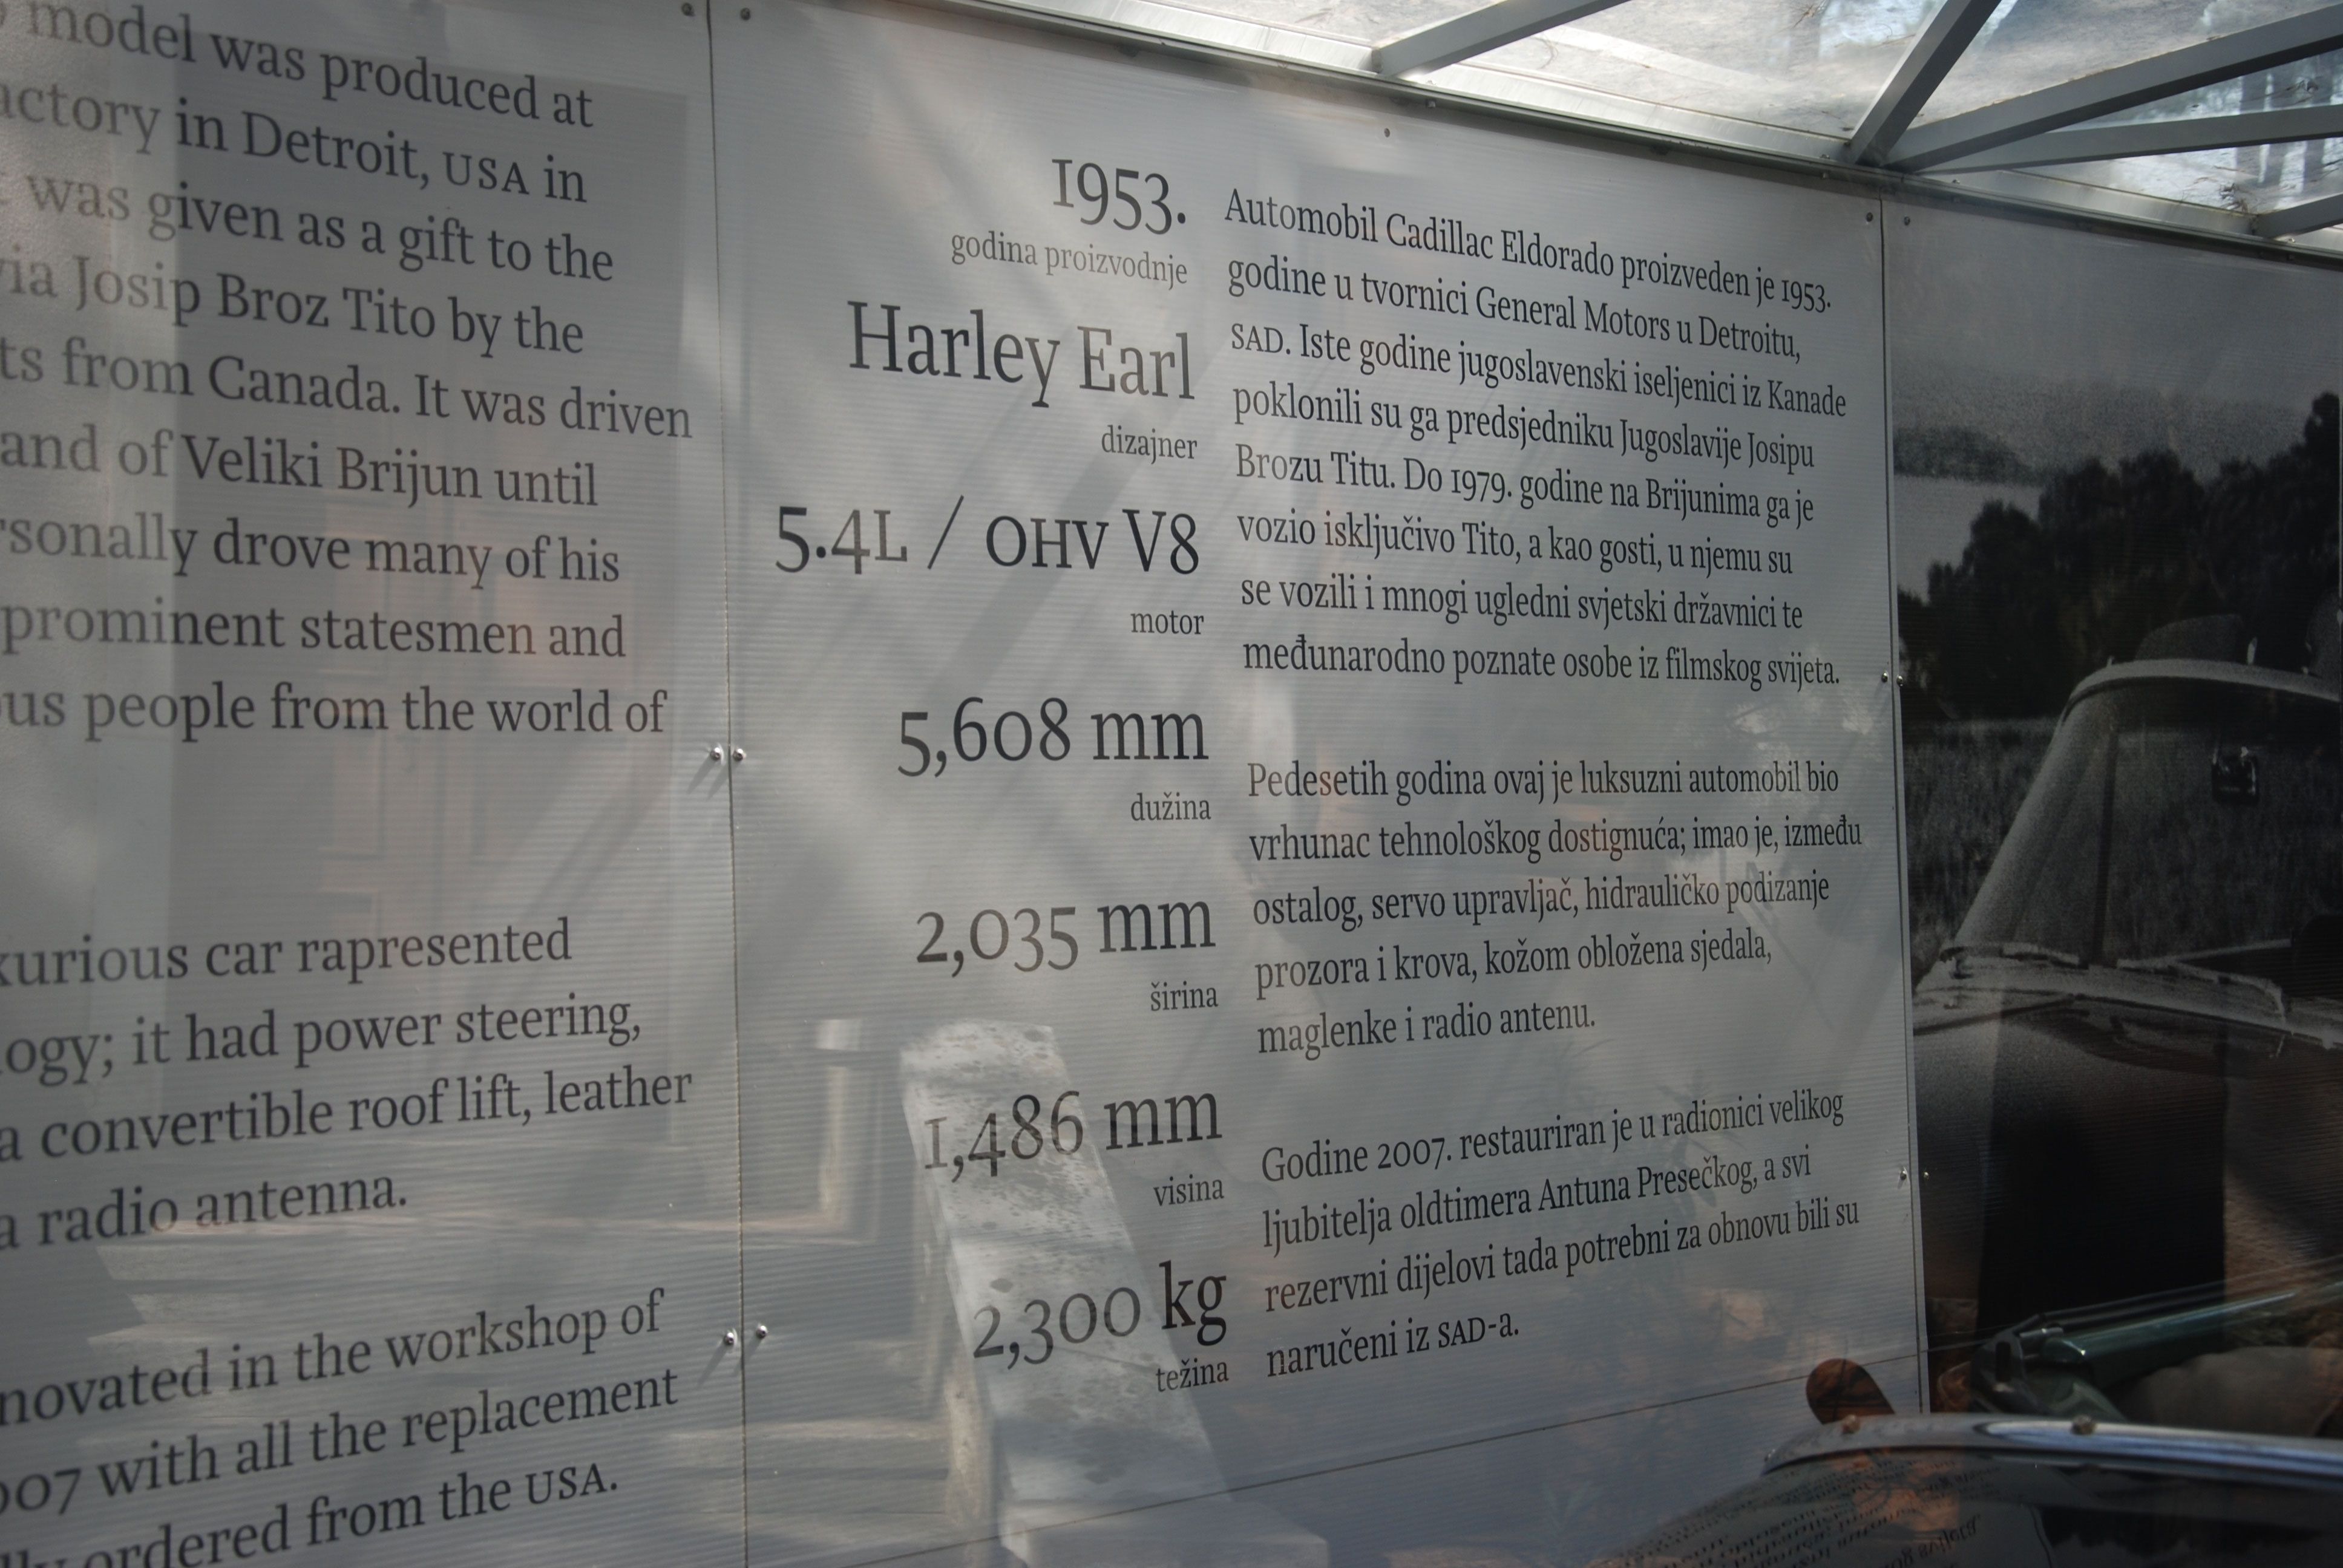 model was produced at
in Detroit, USA in
was given as a gift to the
Josip Broz Tito by the
from Canada. It was driven
of Veliki Brijun until
drove many of his
prominent statesmen and
people from the world of
car rapresented
it had power steering,
a convertible roof lift, leather
a radio antenna.
in the workshop of
with all the replacement
ordered from the USA.
1953.
godina proizvodnje
Harley Earl
dizajner
5.4L / OHV V8
motor
5,608 mm
dužina
2,035 mm
širina
1,486 mm
visina
2,300 kg
težina
Automobil Cadillac Eldorado proizveden je 1953.
godine u tvornici General Motors u Detroitu,
SAD. Iste godine jugoslavenski iseljenici iz Kanade
poklonili su ga predsjedniku Jugoslavije Josipu
Brozu Titu. Do 1979. godine na Brijunima ga je
vozio isključivo Tito, a kao gosti, u njemu su
se vozili i mnogi ugledni svjetski državnici te
međunarodno poznate osobe iz filmskog svijeta.
Pedesetih godina ovaj je luksuzni automobil bio
vrhunac tehnološkog dostignuća; imao je, između
ostalog, servo upravljač, hidrauličko podizanje
prozora i krova, kožom obložena sjedala,
maglenke i radio antenu.
Godine 2007. restauriran je u radionici velikog
ljubitelja oldtimera Antuna Presečkog, a svi
rezervni dijelovi tada potrebni za obnovu bili su
naručeni iz SAD-a.